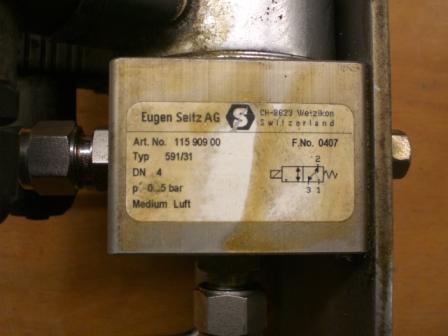 Eugen Seitz AG S CH-8623 Wetzikon
Switzerland
Art. No. 115 909 00 F.No. 0407
Typ 591/31
DN 4
p 0...5 bar
Medium Luft
2
3 1